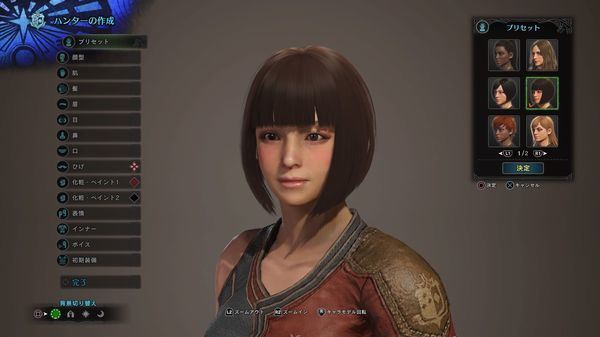 ハンターの作成
プリセット
顔型
肌
髪
眉
目
鼻
口
ひげ
化粧・ペイント1
化粧・ペイント2
表情
インナー
ボイス
初期装備
完了
背景切り替え
L2 ズームアウト R2 ズームイン R キャラモデル回転
プリセット
L1 1/2 R1
決定
決定 キャンセル